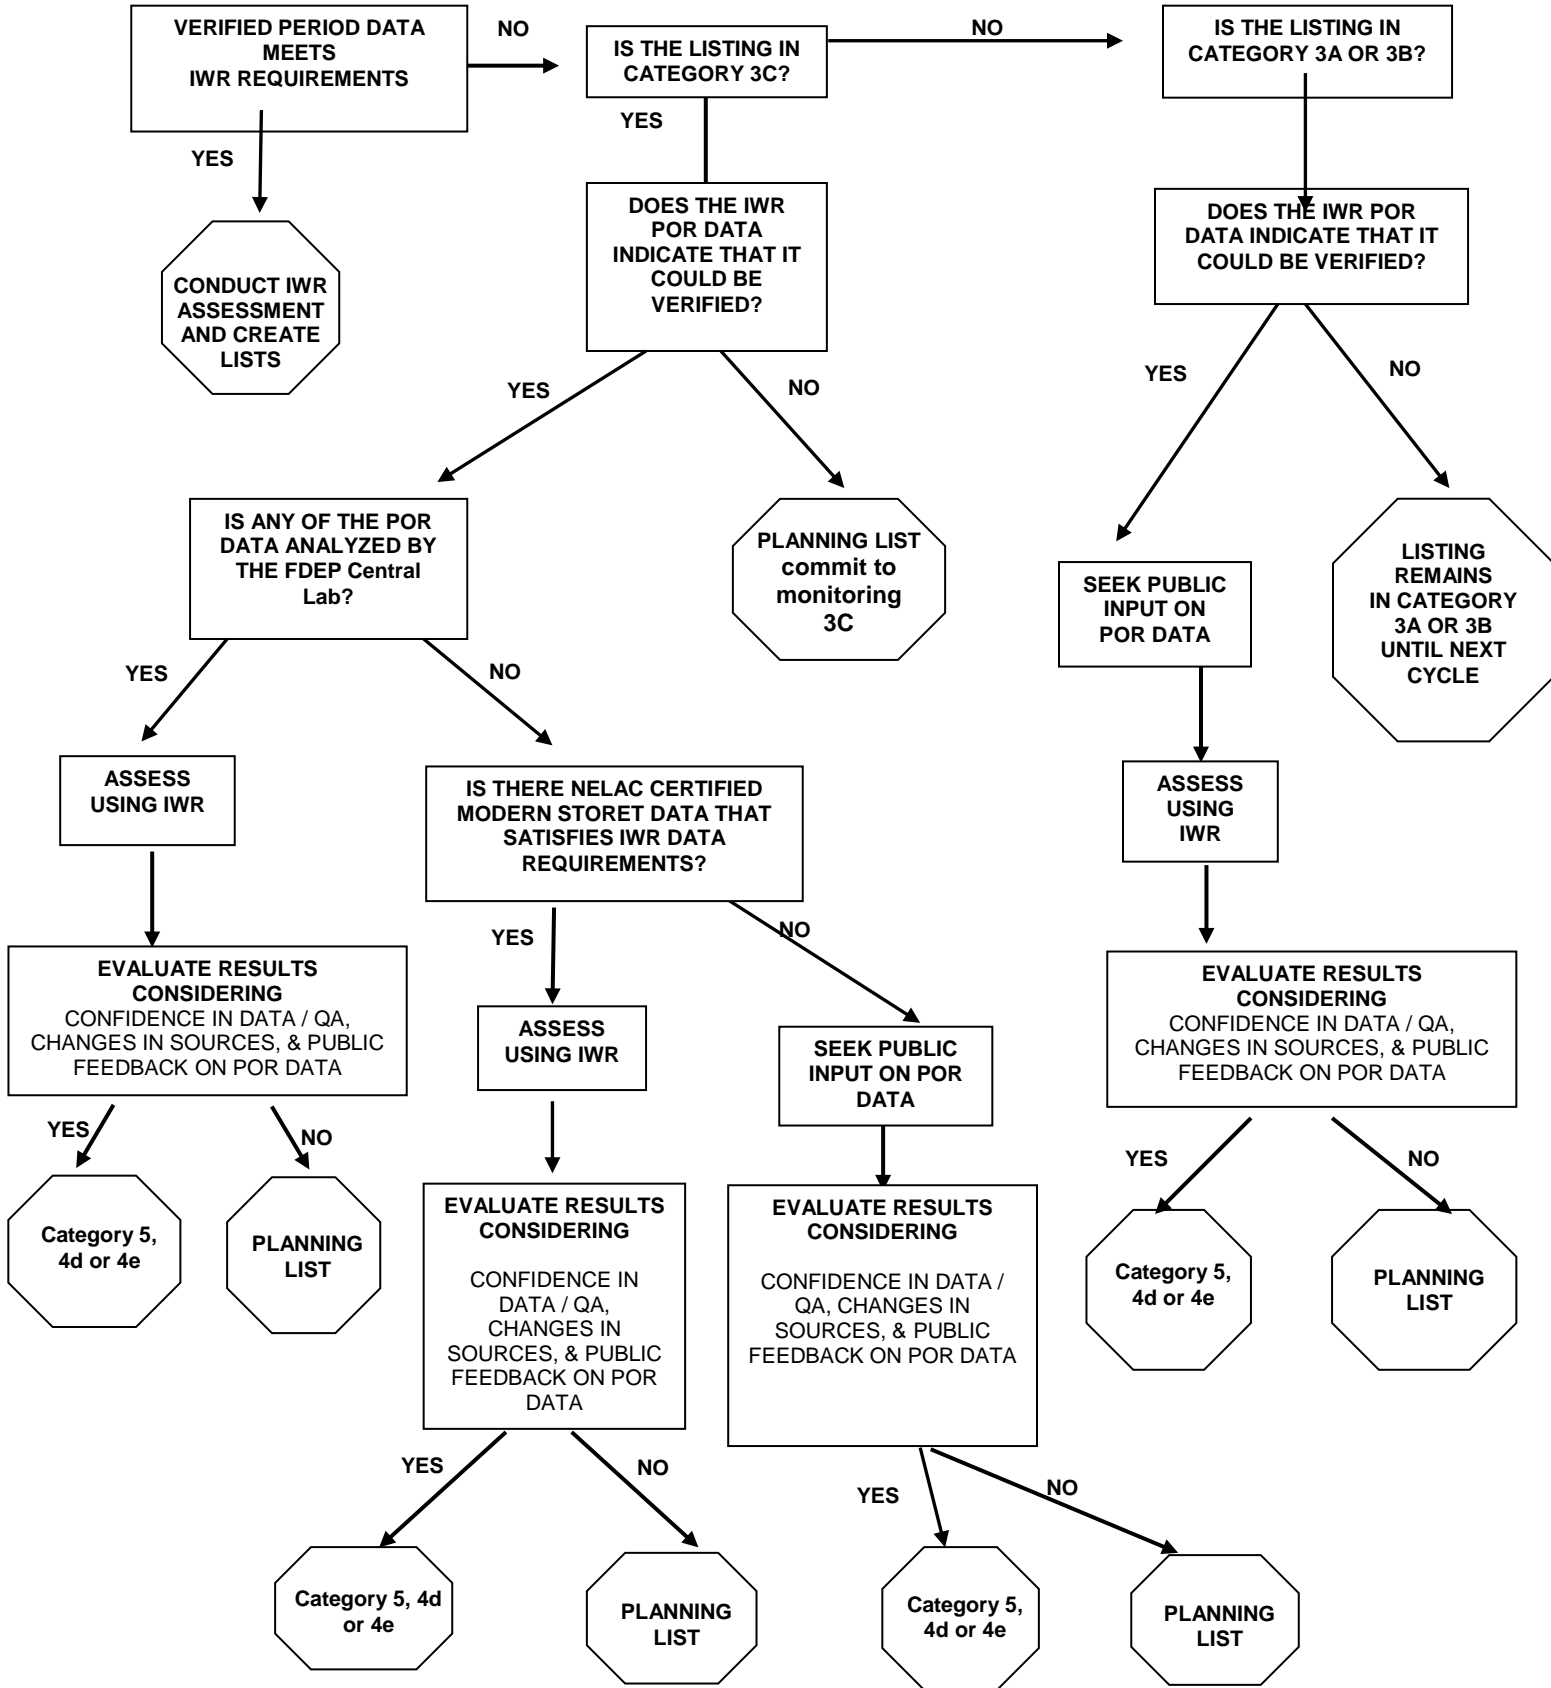 VERIFIED PERIOD DATA
MEETS
IWR REQUIREMENTS
NO
IS THE LISTING IN
CATEGORY 3C?
NO
IS THE LISTING IN
CATEGORY 3A OR 3B?
YES
YES
CONDUCT IWR
ASSESSMENT
AND CREATE
LISTS
DOES THE IWR
POR DATA
INDICATE THAT IT
COULD BE
VERIFIED?
DOES THE IWR POR
DATA INDICATE THAT IT
COULD BE VERIFIED?
YES
NO
YES
NO
IS ANY OF THE POR
DATA ANALYZED BY
THE FDEP Central
Lab?
PLANNING LIST
commit to
monitoring
3C
SEEK PUBLIC
INPUT ON
POR DATA
LISTING
REMAINS
IN CATEGORY
3A OR 3B
UNTIL NEXT
CYCLE
YES
NO
ASSESS
USING IWR
IS THERE NELAC CERTIFIED
MODERN STORET DATA THAT
SATISFIES IWR DATA
REQUIREMENTS?
ASSESS
USING
IWR
YES
NO
EVALUATE RESULTS
CONSIDERING
CONFIDENCE IN DATA / QA,
CHANGES IN SOURCES, & PUBLIC
FEEDBACK ON POR DATA
ASSESS
USING IWR
SEEK PUBLIC
INPUT ON POR
DATA
EVALUATE RESULTS
CONSIDERING
CONFIDENCE IN DATA / QA,
CHANGES IN SOURCES, & PUBLIC
FEEDBACK ON POR DATA
YES
NO
YES
NO
Category 5,
4d or 4e
PLANNING
LIST
EVALUATE RESULTS
CONSIDERING
CONFIDENCE IN
DATA / QA,
CHANGES IN
SOURCES, & PUBLIC
FEEDBACK ON POR
DATA
EVALUATE RESULTS
CONSIDERING
CONFIDENCE IN DATA /
QA, CHANGES IN
SOURCES, & PUBLIC
FEEDBACK ON POR DATA
Category 5,
4d or 4e
PLANNING
LIST
YES
NO
YES
NO
Category 5, 4d
or 4e
PLANNING
LIST
Category 5,
4d or 4e
PLANNING
LIST